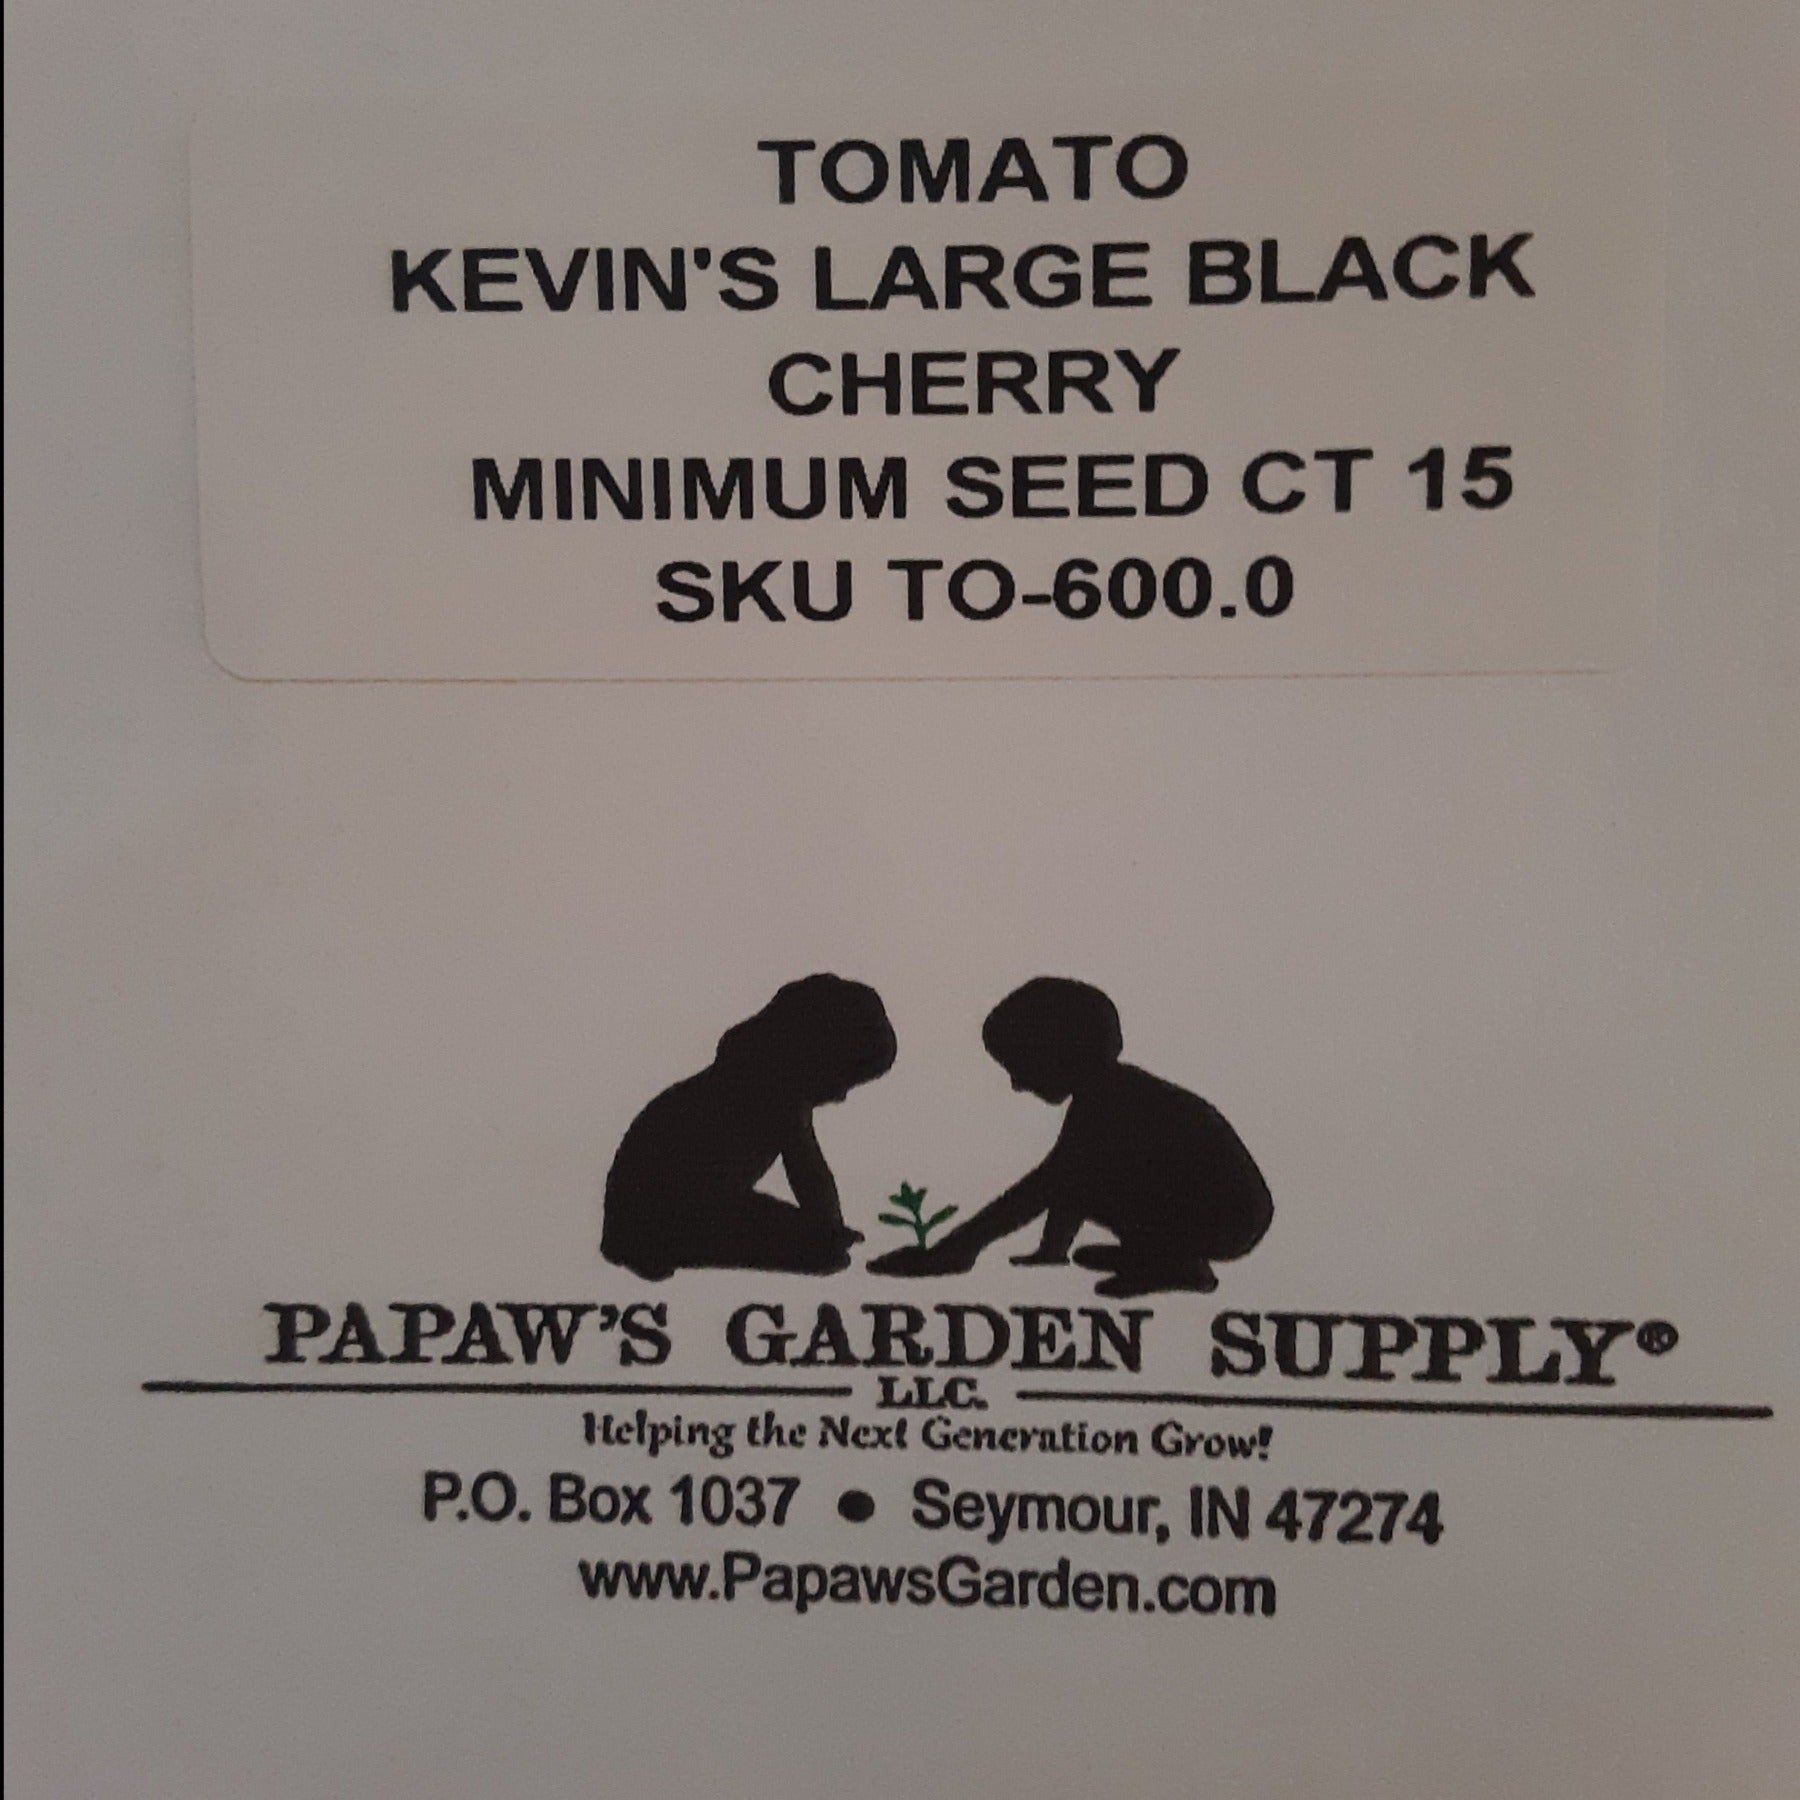 TOMATO
KEVIN'S LARGE BLACK
CHERRY
MINIMUM SEED CT 15
SKU TO-600.0
PAPAW'S GARDEN SUPPLY®
LLC.
Helping the Next Generation Grow!
P.O. Box 1037 • Seymour, IN 47274
www.PapawsGarden.com